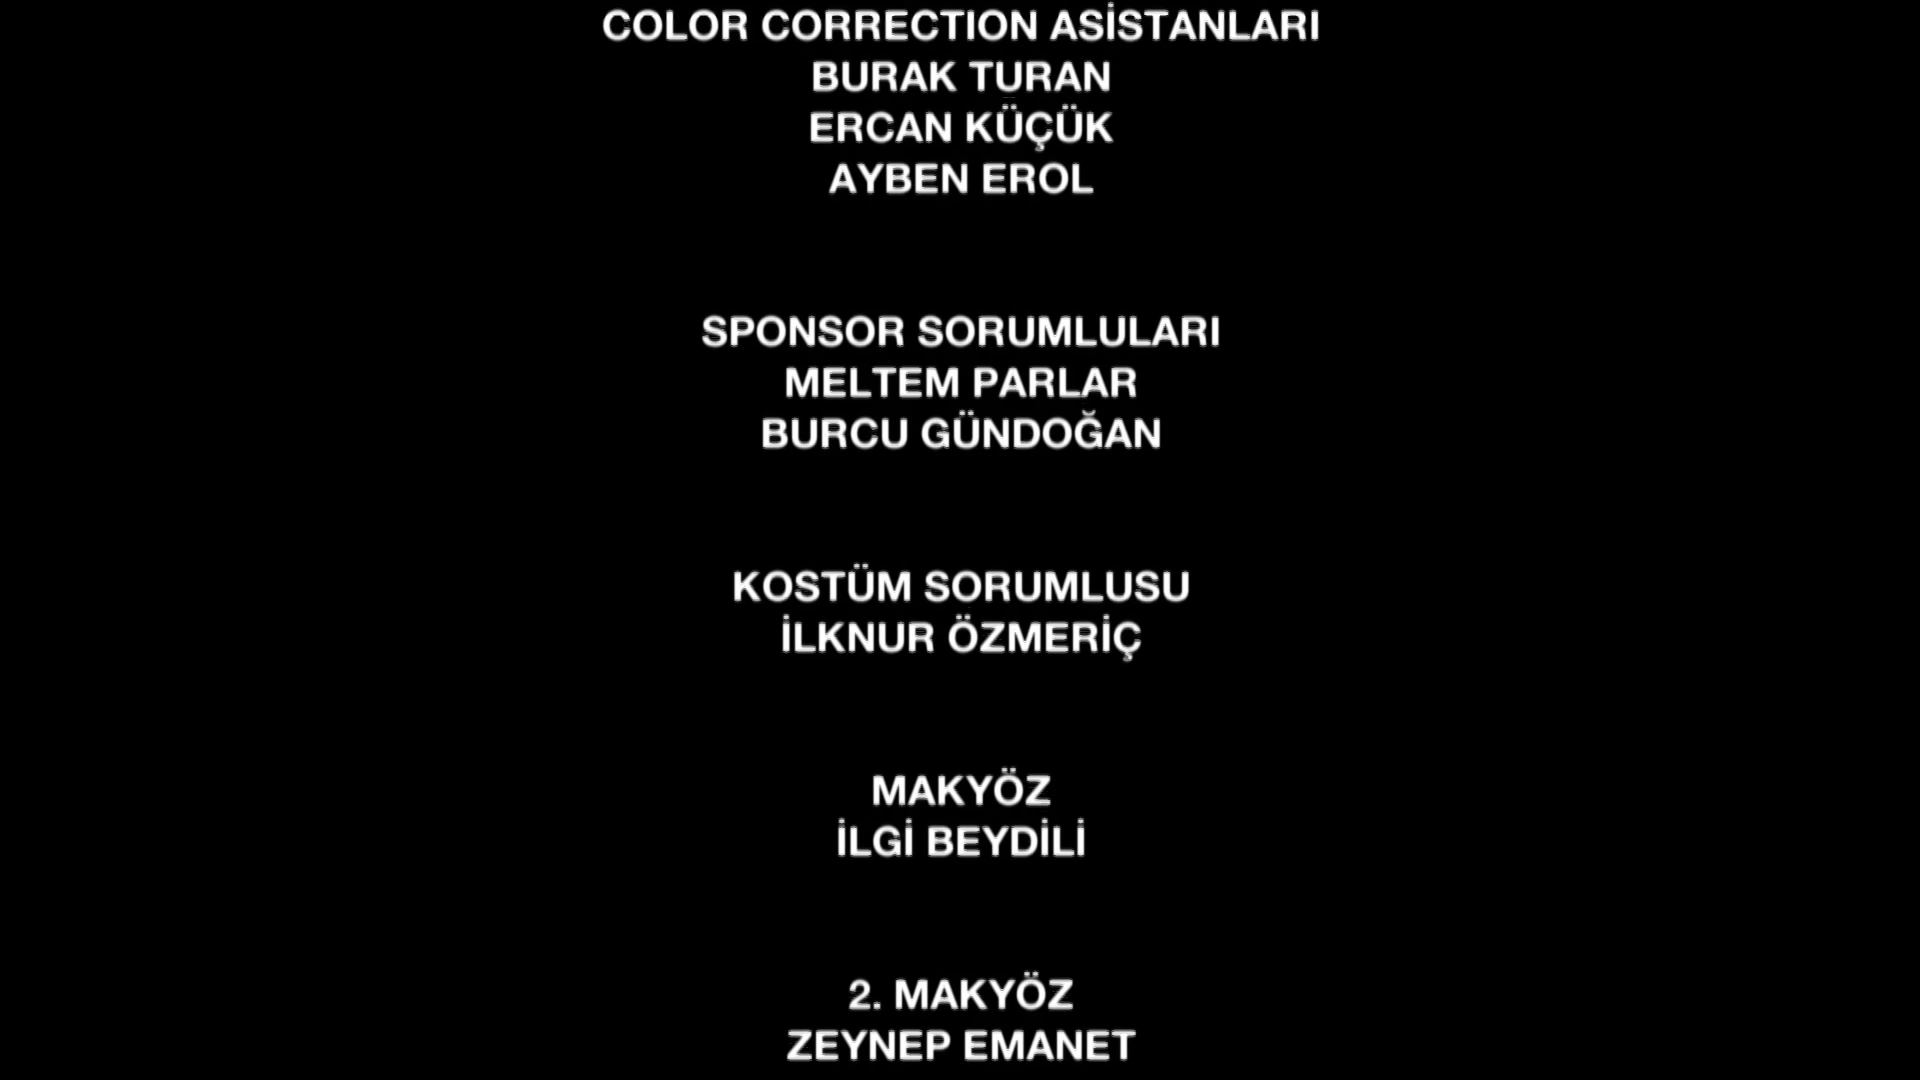 COLOR CORRECTION ASİSTANLARI
BURAK TURAN
ERCAN KÜÇÜK
AYBEN EROL
SPONSOR SORUMLULARI
MELTEM PARLAR
BURCU GÜNDOĞAN
KOSTÜM SORUMLUSU
İLKNUR ÖZMERİÇ
MAKYÖZ
İLGİ BEYDİLİ
2. MAKYÖZ
ZEYNEP EMANET